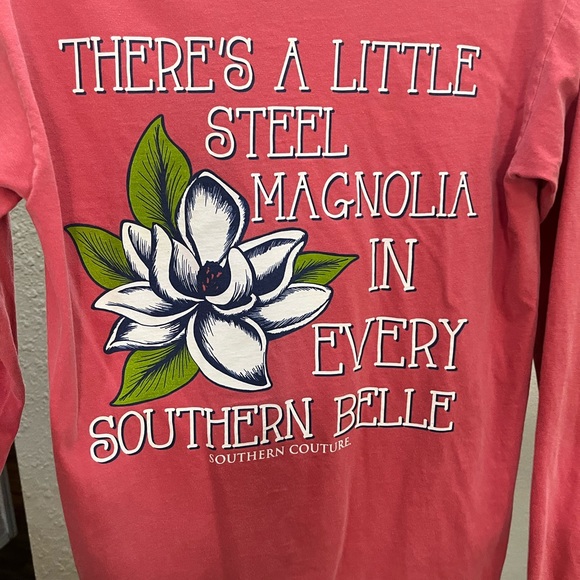 THERE'S A LITTLE
STEEL
MAGNOLIA
IN
EVERY
SOUTHERN BELLE
SOUTHERN COUTURE